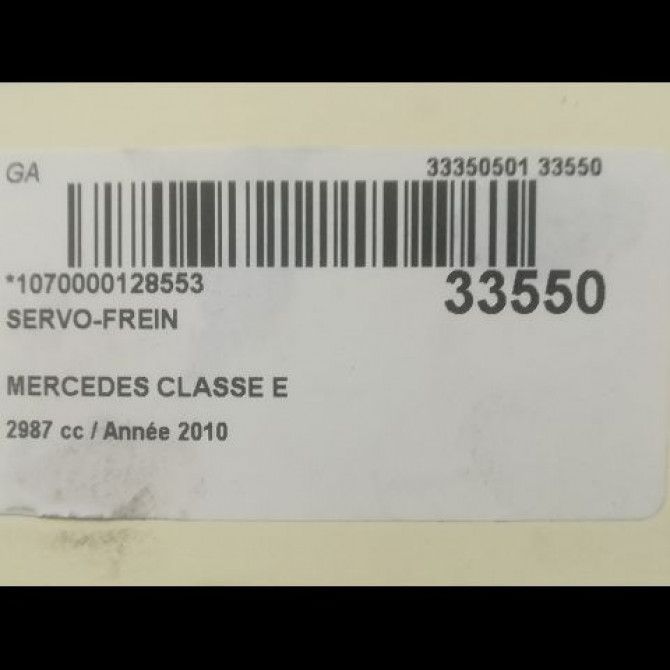 GA
33350501 33550
*1070000128553
33550
SERVO-FREIN
MERCEDES CLASSE E
2987 cc / Année 2010